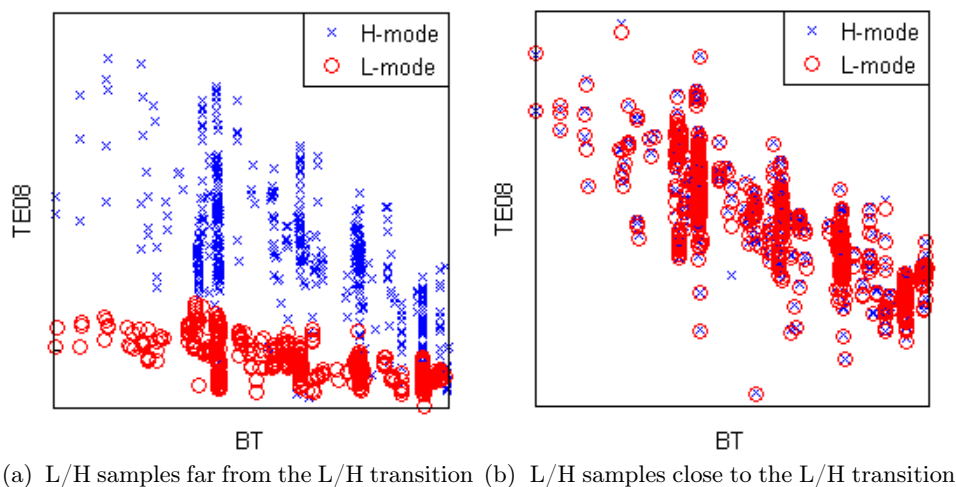 H-mode
L-mode
TE08
BT
(a) L/H samples far from the L/H transition
H-mode
L-mode
TE08
BT
(b) L/H samples close to the L/H transition